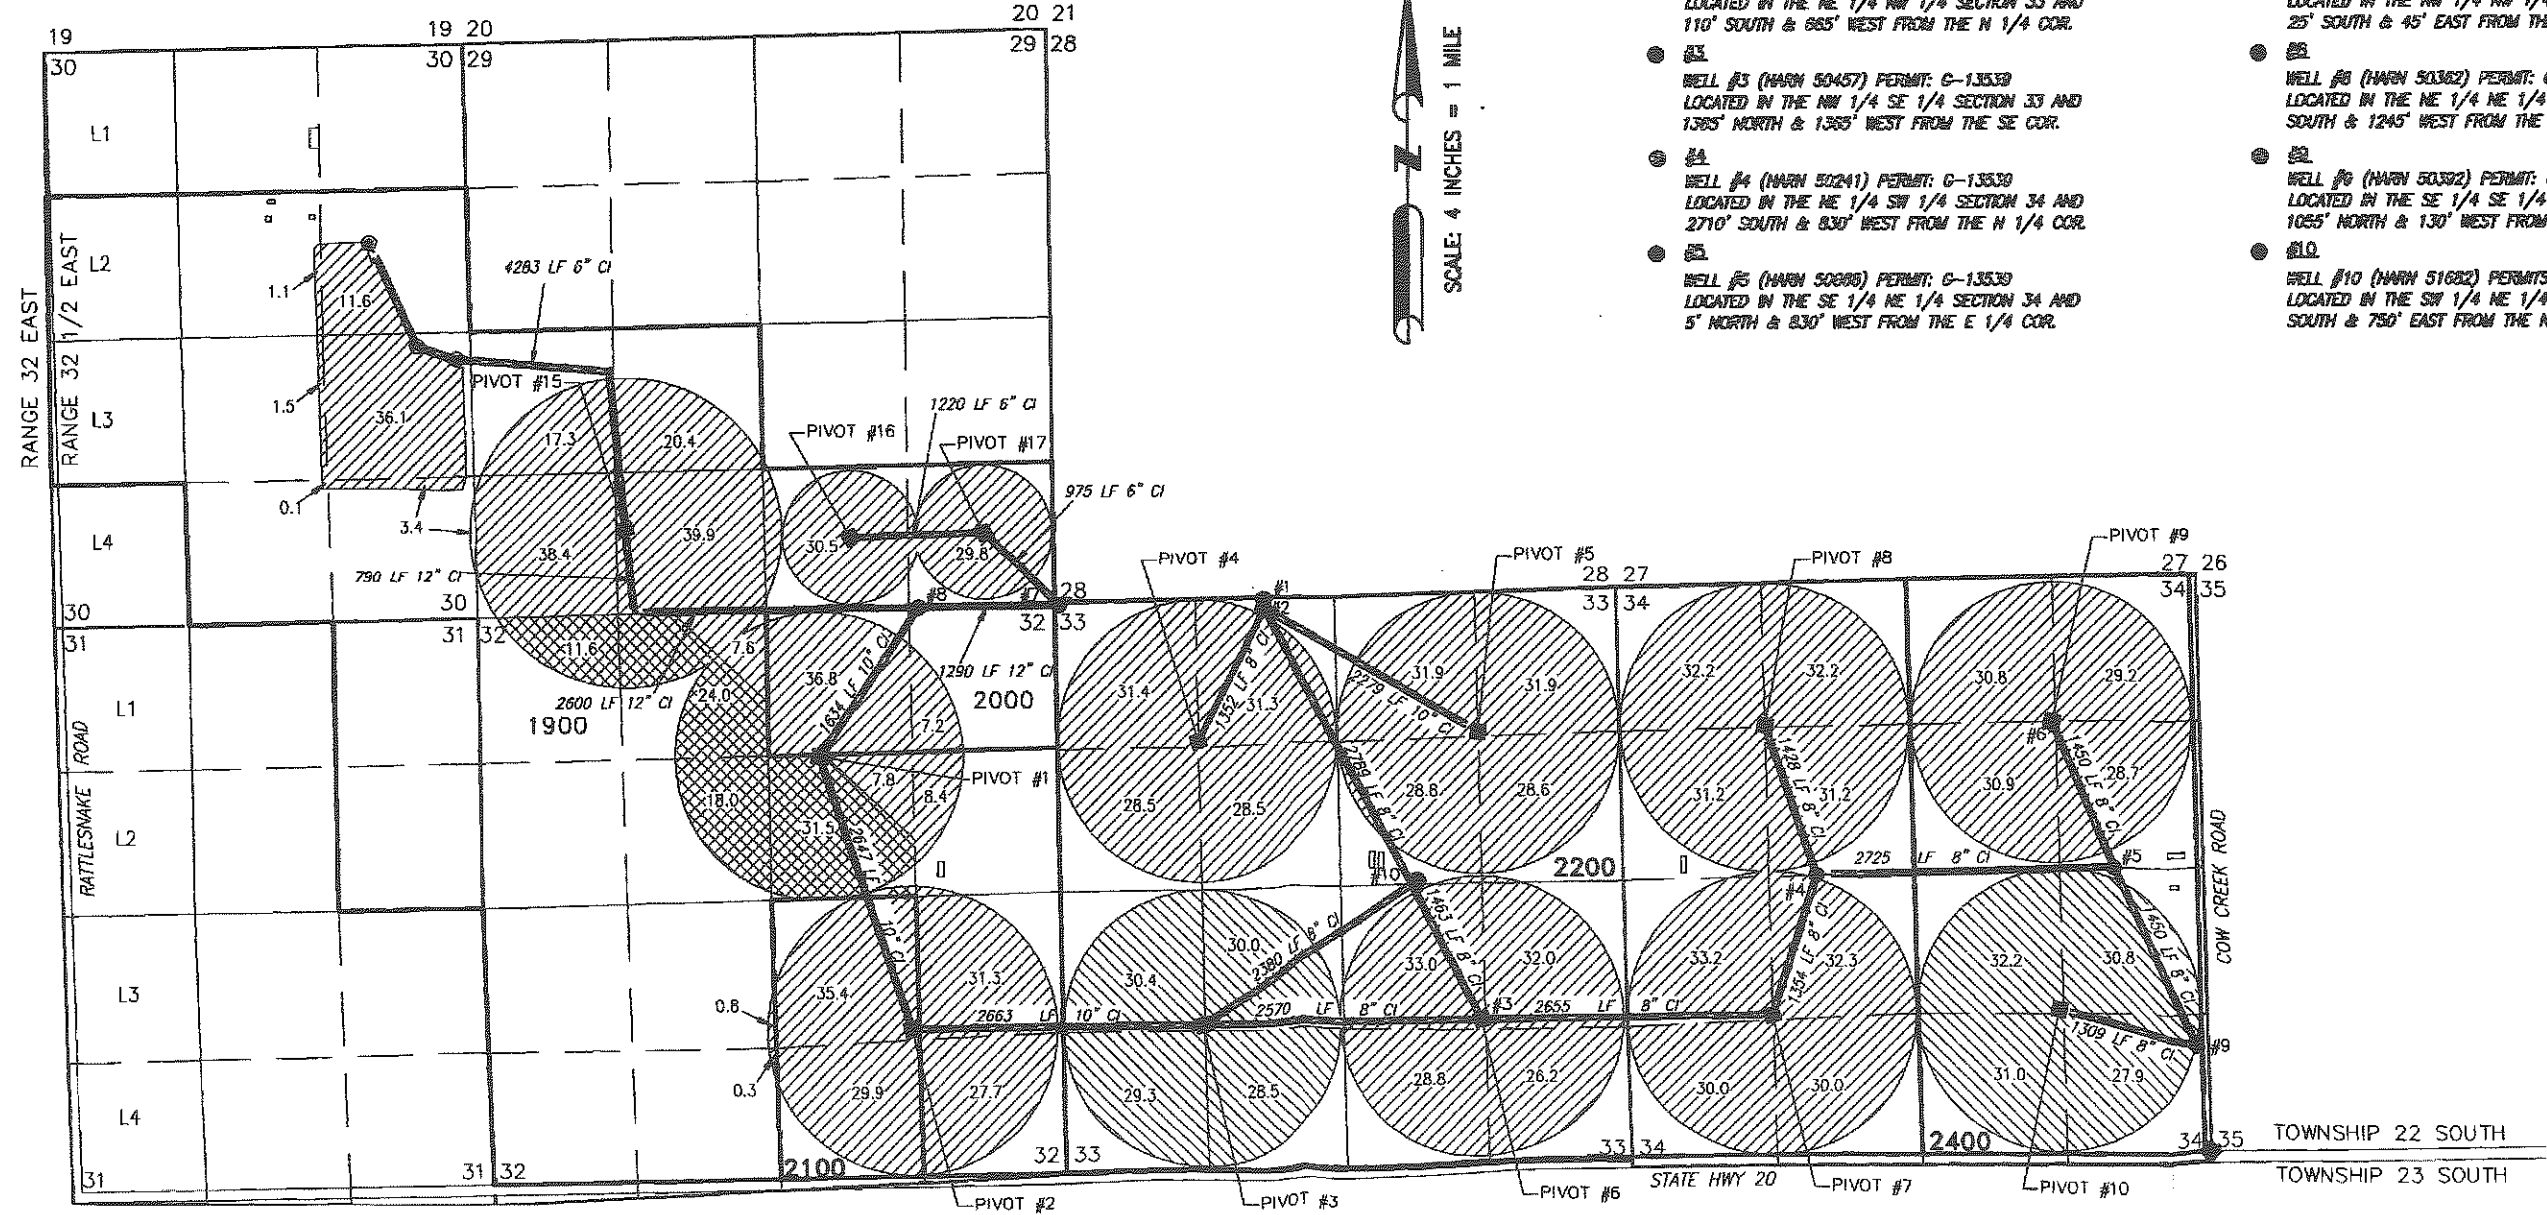 LOCATED IN THE NE 1/4 NW 1/4 SECTION 33 AND
110' SOUTH & 665' WEST FROM THE N 1/4 COR.
#3
WELL #3 (HARN 50457) PERMIT: G-13539
LOCATED IN THE NW 1/4 SE 1/4 SECTION 33 AND
1365' NORTH & 1365' WEST FROM THE SE COR.
#4
WELL #4 (HARN 50241) PERMIT: G-13539
LOCATED IN THE NE 1/4 SW 1/4 SECTION 34 AND
2710' SOUTH & 830' WEST FROM THE N 1/4 COR.
#5
WELL #5 (HARN
PERMIT: G-13539
LOCATED IN THE SE 1/4 NE 1/4 SECTION 34 AND
5' NORTH & 830' WEST FROM THE E 1/4 COR.
LOCATED IN THE NW 1/4 NW 1/4
25' SOUTH & 45' EAST FROM THE
#8
WELL #8 (HARN 50362) PERMIT:
LOCATED IN THE NE 1/4 NE 1/4
SOUTH & 1245' WEST FROM THE
#9
WELL #9 (HARN 50392) PERMIT:
LOCATED IN THE SE 1/4 SE 1/4
1055' NORTH & 130' WEST FROM
#10
WELL #10 (HARN 51682) PERMITS
LOCATED IN THE SW 1/4 NE 1/4
SOUTH & 750' EAST FROM THE
SCALE: 4 INCHES = 1 MILE
N
19
30
19 20
30 29
20 21
29 28
RANGE 32 EAST
RANGE 32 1/2 EAST
L1
L2
L3
L4
1.1
11.6
1.5
36.1
0.1
3.4
4283 LF 6" CI
PIVOT #15
17.3
20.4
38.4
39.9
790 LF 12" CI
PIVOT #16
1220 LF 6" CI
PIVOT #17
975 LF 6" CI
30.5
29.8
30
31
30
31 32
28
32 33
28 27
33 34
27 26
34 35
#8
#7
#1
#2
PIVOT #4
PIVOT #5
PIVOT #8
PIVOT #9
11.6
7.6
24.0
2600 LF 12" CI
1900
36.8
1634 LF 10" CI
1290 LF 12" CI
2000
7.2
PIVOT #1
7.8
8.4
18.0
31.5
2647 LF
10" CI
L1
L2
L3
L4
RATTLESNAKE ROAD
31.4
31.3
1352 LF 8" CI
28.5
28.5
2279 LF 10" CI
31.9
31.9
2789 LF 8" CI
28.8
28.6
32.2
32.2
31.2
31.2
1428 LF 8" CI
30.8
29.2
#6
30.9
28.7
1450 LF 8" CI
#10
2200
2725 LF 8" CI
#4
#5
COW CREEK ROAD
0.8
0.3
35.4
31.3
29.9
27.7
2663 LF 10" CI
30.4
30.0
2380 LF 8" CI
29.3
28.5
2570 LF 8" CI
1463 LF 8" CI
33.0
32.0
#3
28.8
26.2
2655 LF 8" CI
33.2
32.3
1354 LF 8" CI
30.0
30.0
32.2
30.8
1450 LF 8" CI
1309 LF 8" CI
#9
31.0
27.9
31
31 32
2100
32 33
33 34
2400
34 35
STATE HWY 20
TOWNSHIP 22 SOUTH
TOWNSHIP 23 SOUTH
PIVOT #2
PIVOT #3
PIVOT #6
PIVOT #7
PIVOT #10